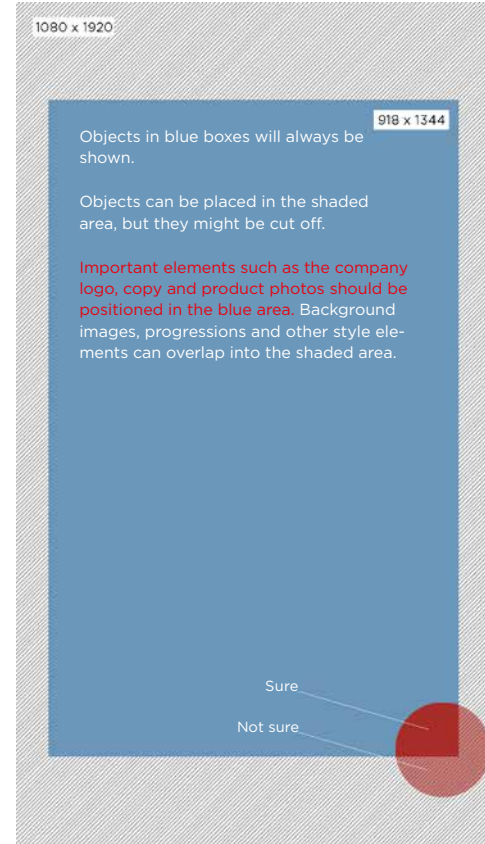 1080 x 1920
918 x 1344
Objects in blue boxes will always be
shown.
Objects can be placed in the shaded
area, but they might be cut off.
Important elements such as the company
logo, copy and product photos should be
positioned in the blue area. Background
images, progressions and other style ele-
ments can overlap into the shaded area.
Sure
Not sure